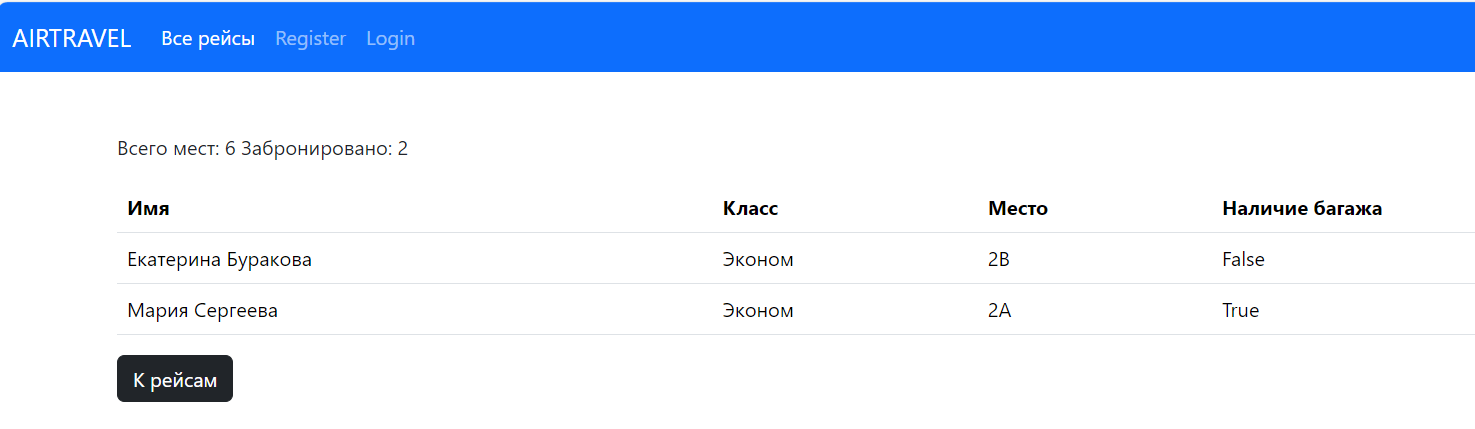 AIRTRAVEL Все рейсы Register Login
Всего мест: 6 Забронировано: 2
Имя Класс Место Наличие багажа
Екатерина Буракова Эконом 2B False
Мария Сергеева Эконом 2A True
К рейсам